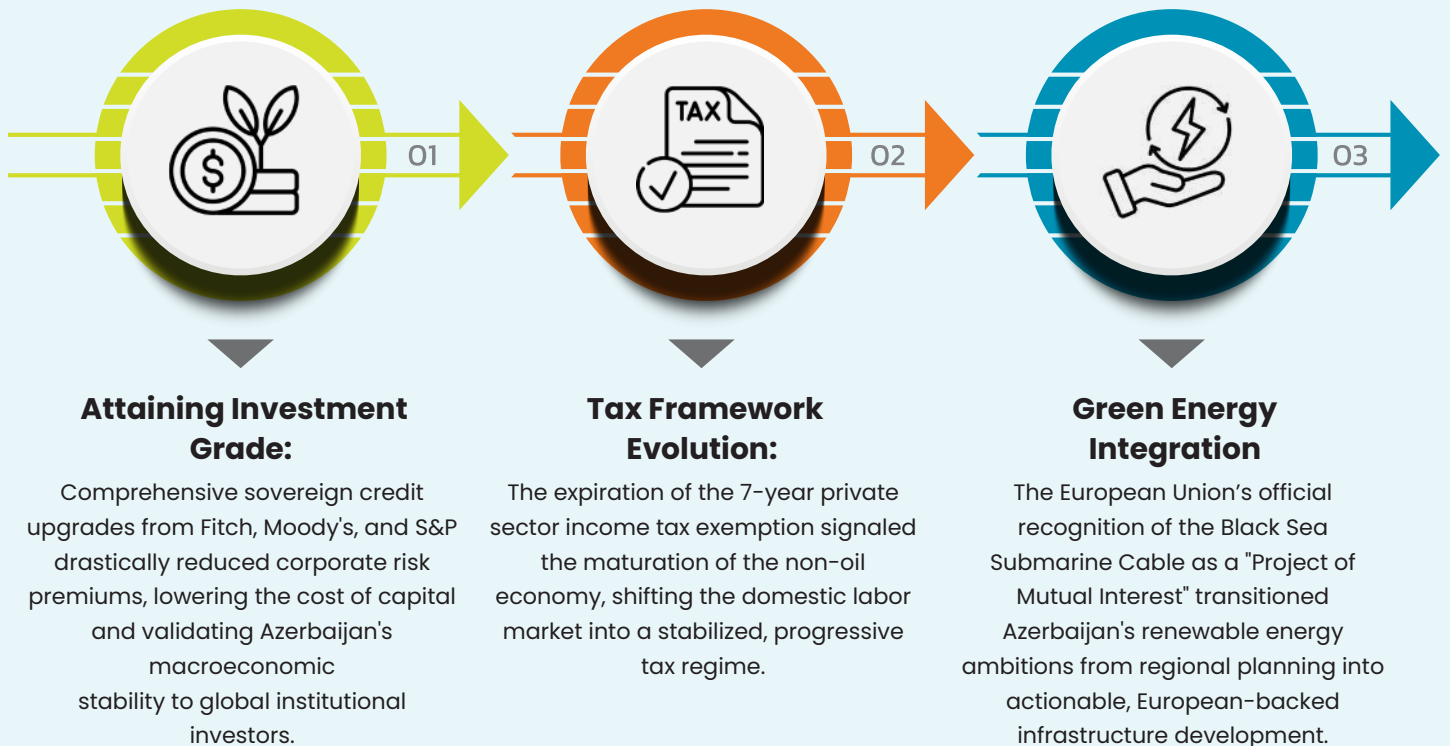 TAX
01
02
03
Attaining Investment
Grade:
Comprehensive sovereign credit
upgrades from Fitch, Moody's, and S&P
drastically reduced corporate risk
premiums, lowering the cost of capital
and validating Azerbaijan's
macroeconomic
stability to global institutional
investors.
Tax Framework
Evolution:
The expiration of the 7-year private
sector income tax exemption signaled
the maturation of the non-oil
economy, shifting the domestic labor
market into a stabilized, progressive
tax regime.
Green Energy
Integration
The European Union’s official
recognition of the Black Sea
Submarine Cable as a "Project of
Mutual Interest" transitioned
Azerbaijan's renewable energy
ambitions from regional planning into
actionable, European-backed
infrastructure development.